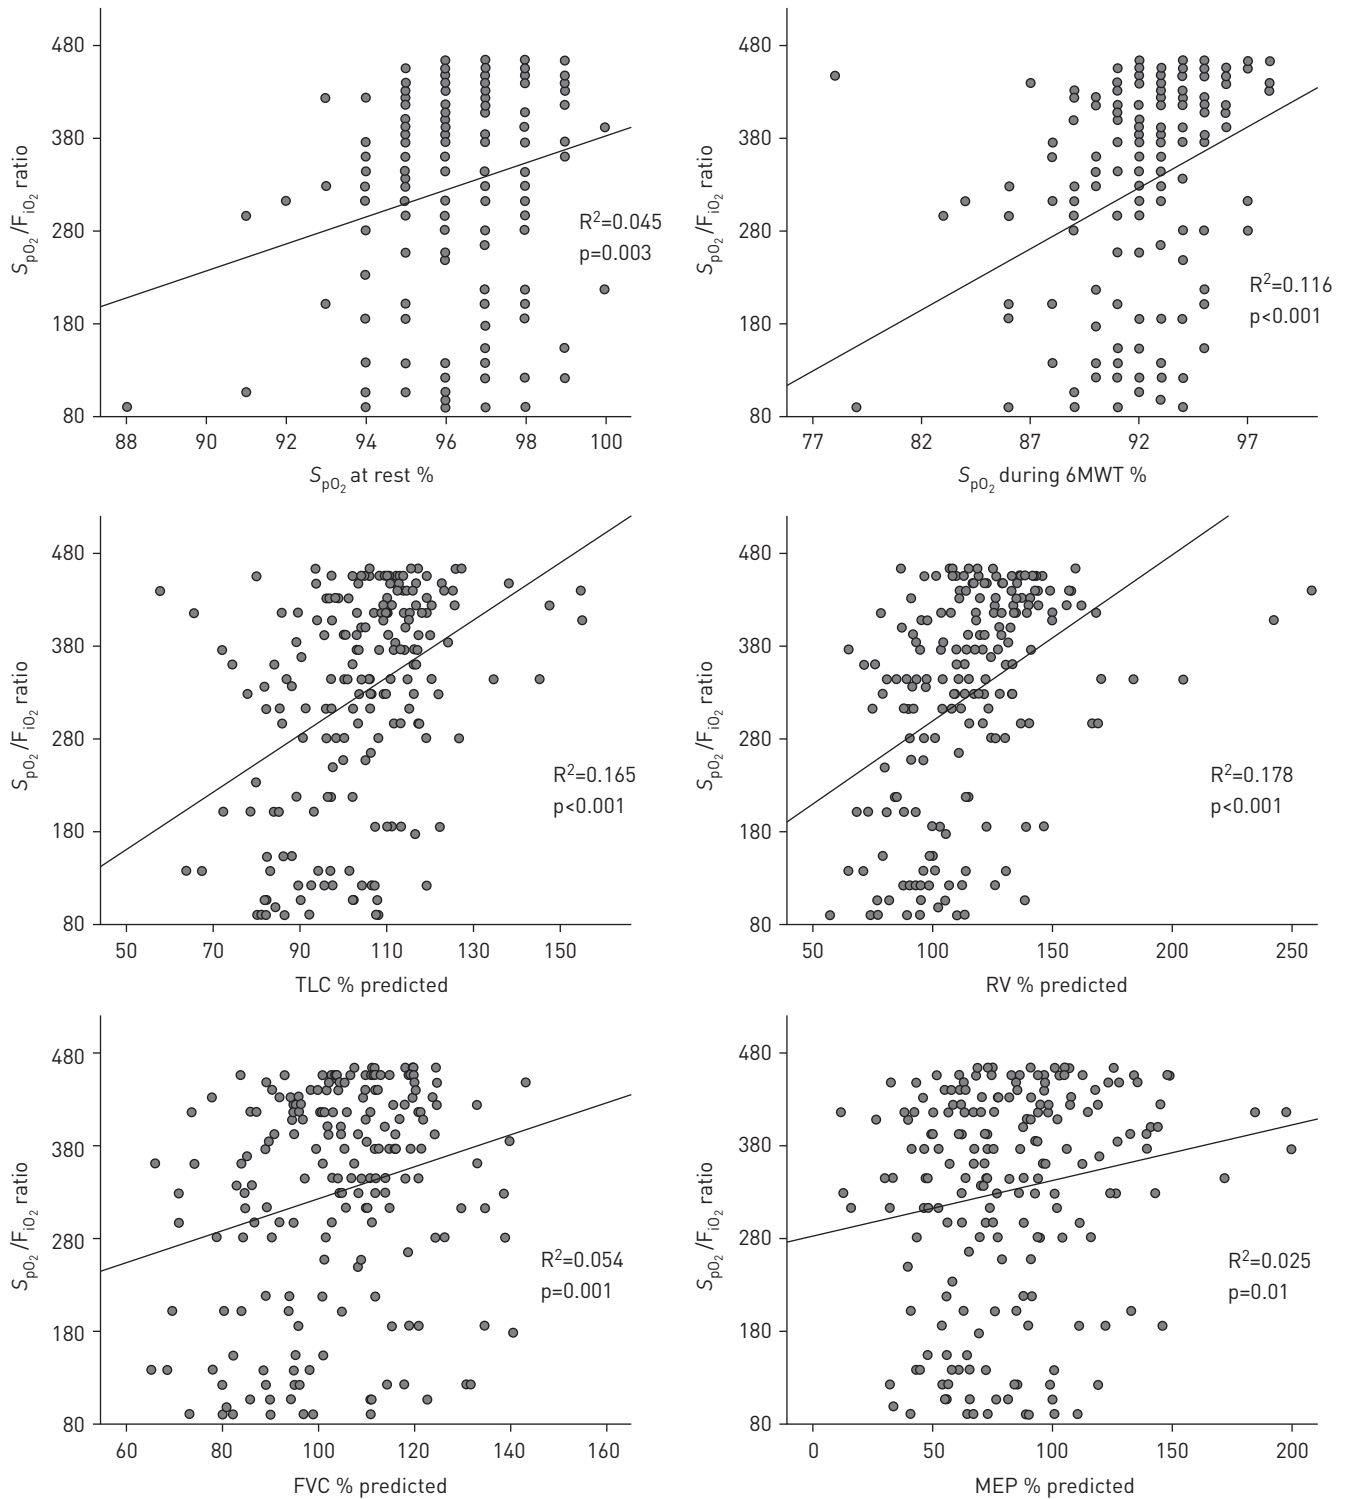 480
380
280
180
80
SpO2/FiO2 ratio
R2=0.045
p=0.003
88 90 92 94 96 98 100
SpO2 at rest %
480
380
280
180
80
SpO2/FiO2 ratio
R2=0.116
p<0.001
77 82 87 92 97
SpO2 during 6MWT %
480
380
280
180
80
SpO2/FiO2 ratio
R2=0.165
p<0.001
50 70 90 110 130 150
TLC % predicted
480
380
280
180
80
SpO2/FiO2 ratio
R2=0.178
p<0.001
50 100 150 200 250
RV % predicted
480
380
280
180
80
SpO2/FiO2 ratio
R2=0.054
p=0.001
60 80 100 120 140 160
FVC % predicted
480
380
280
180
80
SpO2/FiO2 ratio
R2=0.025
p=0.01
0 50 100 150 200
MEP % predicted